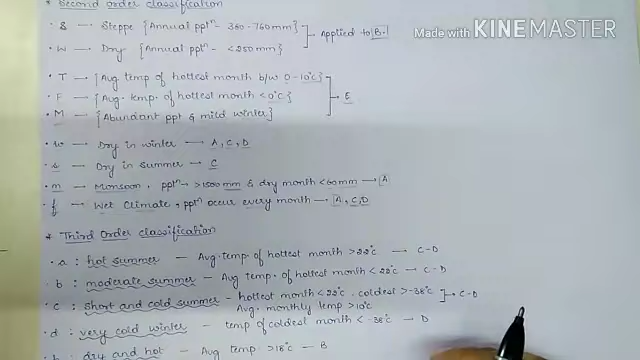 * Second Order classification
Made with KINEMASTER
• S — Steppe {Annual pptⁿ - 380-760mm}
• W — Dry {Annual pptⁿ - <250mm}
Applied to B-1
• T — {Avg temp of hottest month b/w 0-10°C}
• F — {Avg. temp. of hottest month <0°C}
→ E
• M — {Abundant ppt & mild winter}
• w — Dry in winter → A, C, D
• s — Dry in summer → C
• m — Monsoon, pptⁿ → >1500 mm & dry month <60 mm → A
• f — Wet Climate, pptⁿ occur every month → A, C, D
* Third Order classification
• a : hot summer - Avg. temp. of hottest month >22°c — C-D
• b : moderate summer - Avg temp. of hottest month <22°c — C-D
• c : short and cold summer - hottest month <22°c. coldest >-38°c
Avg. monthly temp >10°c
→ C-D
• d : very cold winter - temp of coldest month <-38°c → D
• h : dry and hot - Avg temp >18°c — B